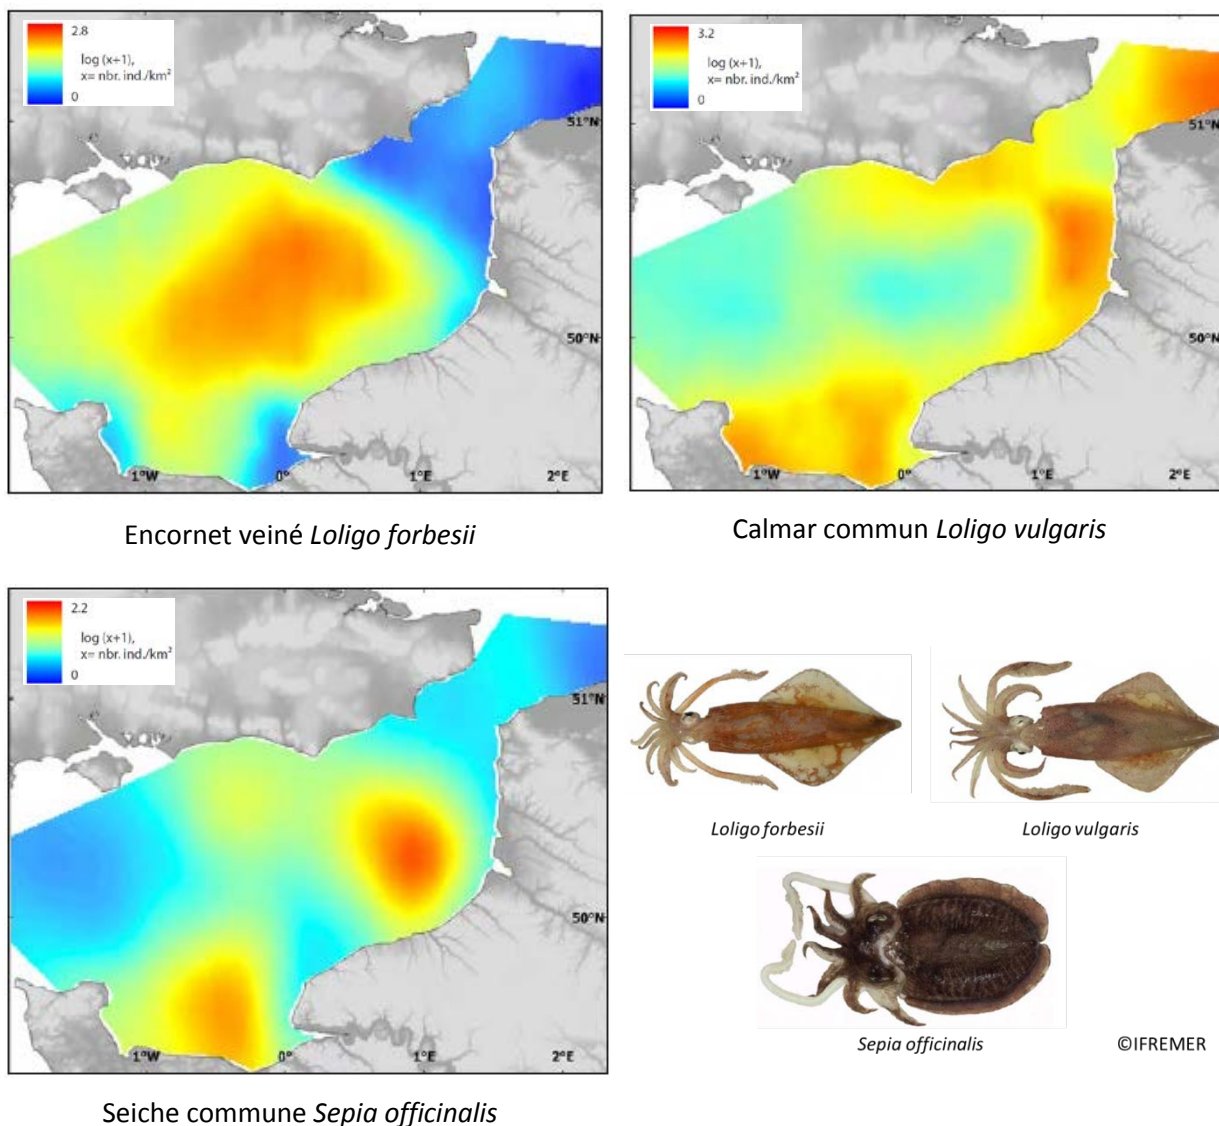 2.8
log (x+1),
x= nbr. ind./km²
0
51°N
50°N
1°W
0°
1°E
2°E
Encornet veiné Loligo forbesii
3.2
log (x+1),
x= nbr. ind./km²
0
51°N
50°N
1°W
0°
1°E
2°E
Calmar commun Loligo vulgaris
2.2
log (x+1),
x= nbr. ind./km²
0
51°N
50°N
1°W
0°
1°E
2°E
Seiche commune Sepia officinalis
Loligo forbesii
Loligo vulgaris
Sepia officinalis
©IFREMER